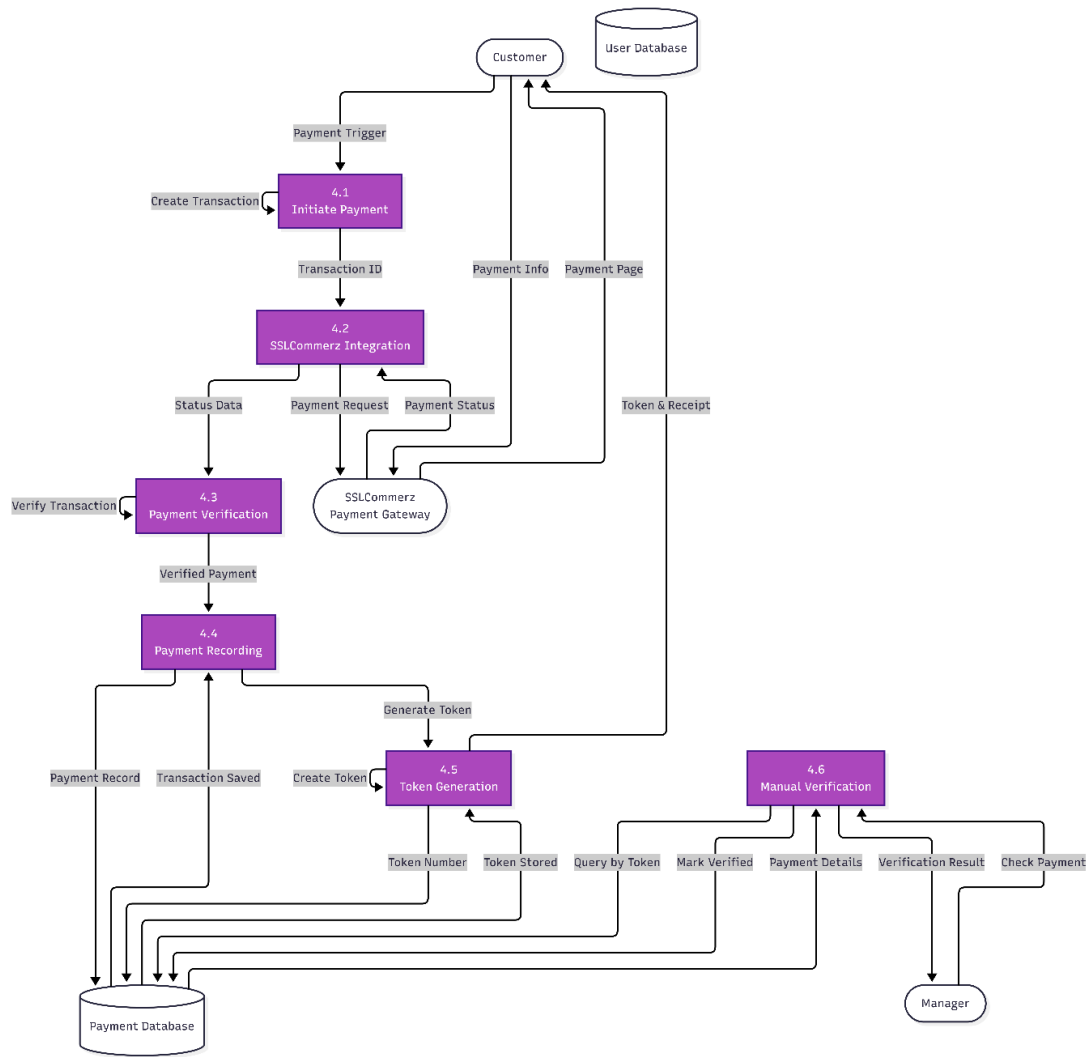 Customer
User Database
Payment Trigger
4.1
Initiate Payment
Create Transaction
Transaction ID
Payment Info
Payment Page
4.2
SSLCommerz Integration
Status Data
Payment Request
Payment Status
Token & Receipt
4.3
Payment Verification
Verify Transaction
SSLCommerz
Payment Gateway
Verified Payment
4.4
Payment Recording
Generate Token
Payment Record
Transaction Saved
Create Token
4.5
Token Generation
4.6
Manual Verification
Token Number
Token Stored
Query by Token
Mark Verified
Payment Details
Verification Result
Check Payment
Payment Database
Manager